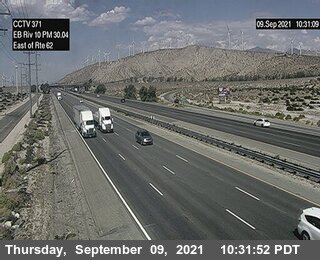 CCTV 371
EB Riv 10 PM 30.04
East of Rte 62
09.Sep 2021
10:31:09
Thursday, September 09, 2021 10:31:52 PDT